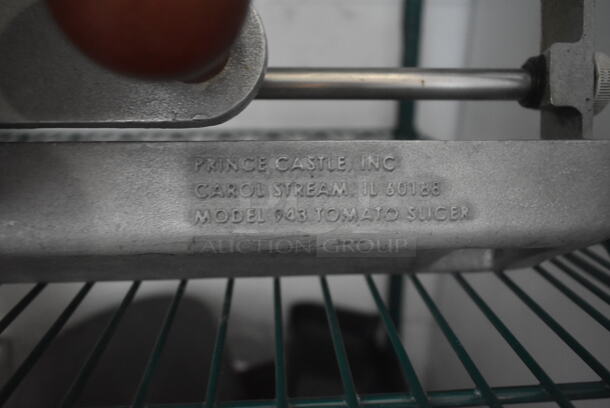 PRINCE CASTLE, INC
CAROL STREAM, IL 60188
MODEL 943 TOMATO SLICER
AUCTION GROUP